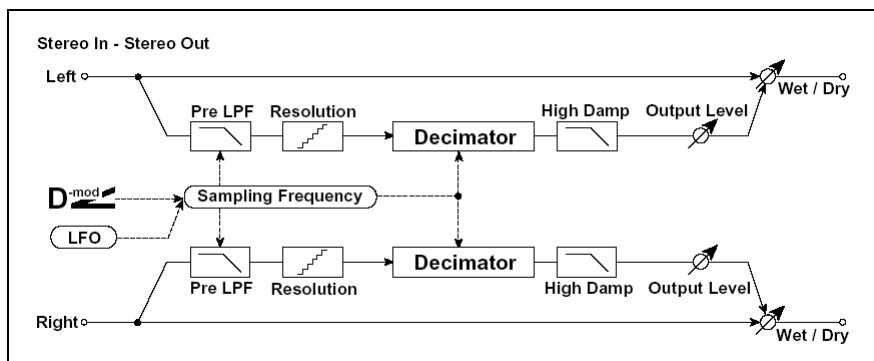 Stereo In - Stereo Out
Left
Wet / Dry
Pre LPF
Resolution
High Damp
Output Level
Decimator
D-mod
Sampling Frequency
LFO
Decimator
Pre LPF
Resolution
High Damp
Output Level
Right
Wet / Dry